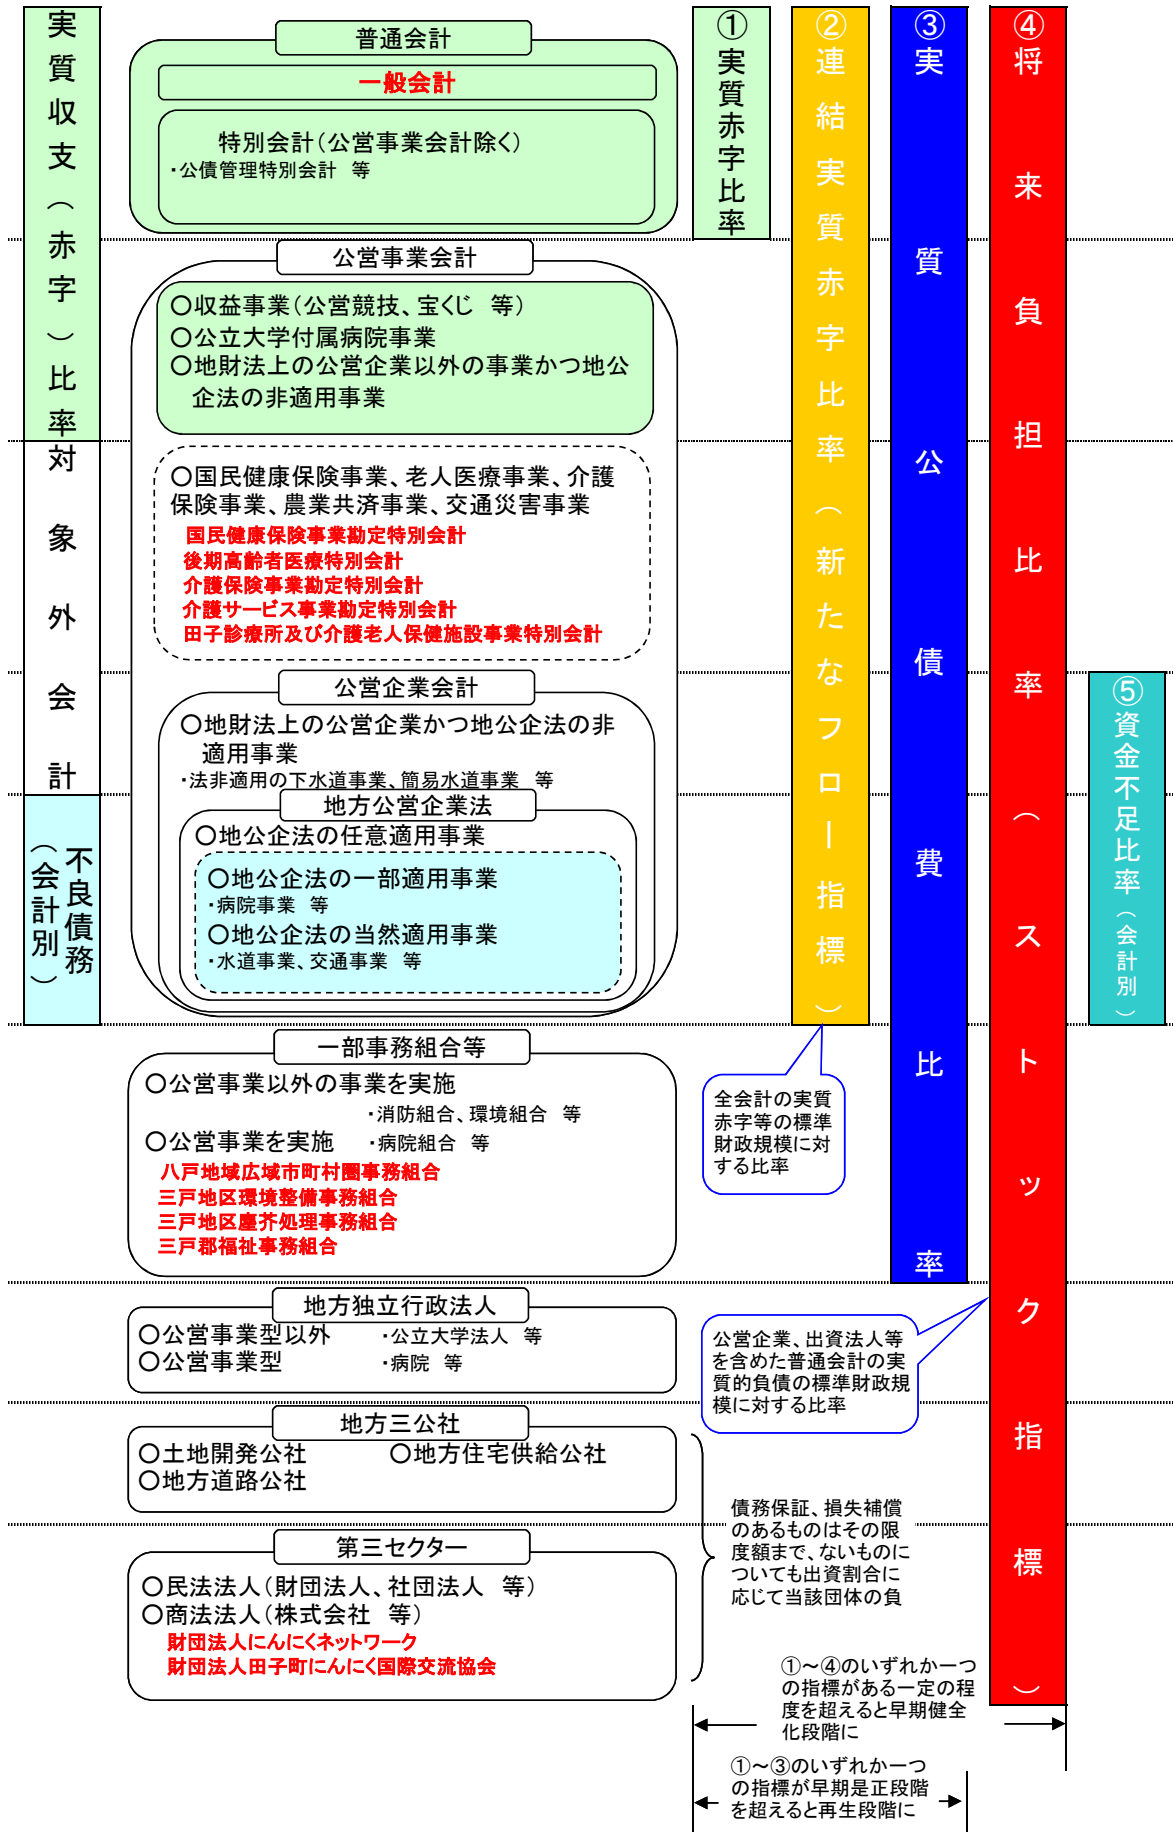 実質収支（赤字）比率
対象外会計
不良債務
（会計別）
普通会計
一般会計
特別会計（公営事業会計除く）
・公債管理特別会計　等
公営事業会計
〇収益事業（公営競技、宝くじ　等）
〇公立大学付属病院事業
〇地財法上の公営企業以外の事業かつ地公
企法の非適用事業
〇国民健康保険事業、老人医療事業、介護
保険事業、農業共済事業、交通災害事業
国民健康保険事業勘定特別会計
後期高齢者医療特別会計
介護保険事業勘定特別会計
介護サービス事業勘定特別会計
田子診療所及び介護老人保健施設事業特別会計
公営企業会計
〇地財法上の公営企業かつ地公企法の非
適用事業
・法非適用の下水道事業、簡易水道事業　等
地方公営企業法
〇地公企法の任意適用事業
〇地公企法の一部適用事業
・病院事業　等
〇地公企法の当然適用事業
・水道事業、交通事業　等
一部事務組合等
〇公営事業以外の事業を実施
・消防組合、環境組合　等
〇公営事業を実施　・病院組合　等
八戸地域広域市町村圏事務組合
三戸地区環境整備事務組合
三戸地区塵芥処理事務組合
三戸郡福祉事務組合
地方独立行政法人
〇公営事業型以外　・公立大学法人　等
〇公営事業型　・病院　等
地方三公社
〇土地開発公社　〇地方住宅供給公社
〇地方道路公社
第三セクター
〇民法法人（財団法人、社団法人　等）
〇商法法人（株式会社　等）
財団法人にんにくネットワーク
財団法人田子町にんにく国際交流協会
①実質赤字比率
②連結実質赤字比率（新たなフロー指標）
③実質公債費比率
④将来負担比率（ストック指標）
⑤資金不足比率（会計別）
全会計の実質
赤字等の標準
財政規模に対
する比率
公営企業、出資法人等
を含めた普通会計の実
質的負債の標準財政規
模に対する比率
債務保証、損失補償
のあるものはその限
度額まで、ないものに
ついても出資割合に
応じて当該団体の負
①～④のいずれか一つ
の指標がある一定の程
度を超えると早期健全
化段階に
①～③のいずれか一つ
の指標が早期是正段階
を超えると再生段階に